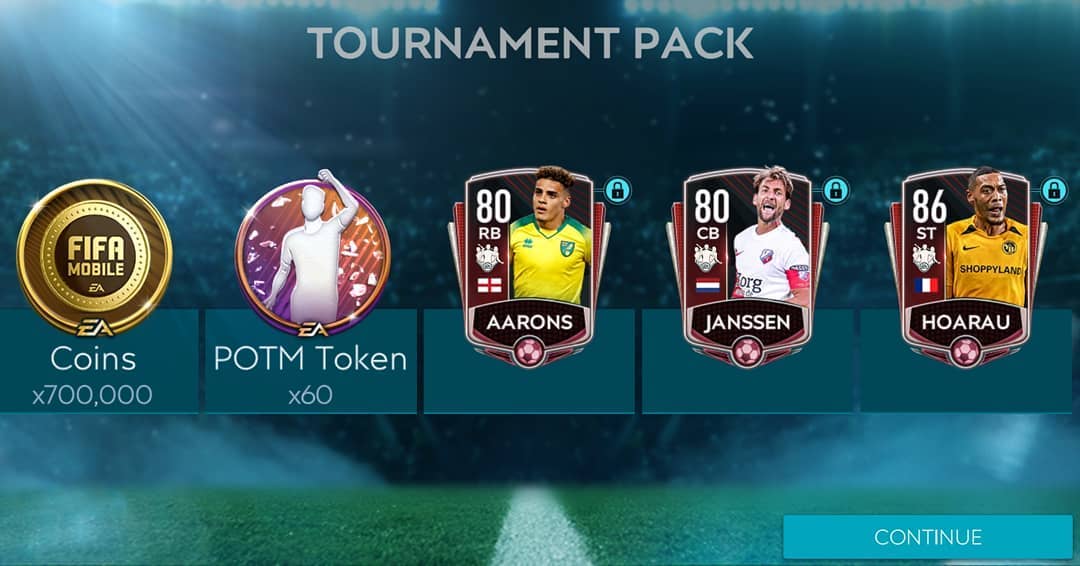 TOURNAMENT PACK
FIFA
MOBILE
EA
EA
Coins
x700,000
EA
POTM Token
x60
80
RB
AARONS
80
CB
JANSSEN
86
ST
SHOPPYLAND
HOARAU
CONTINUE